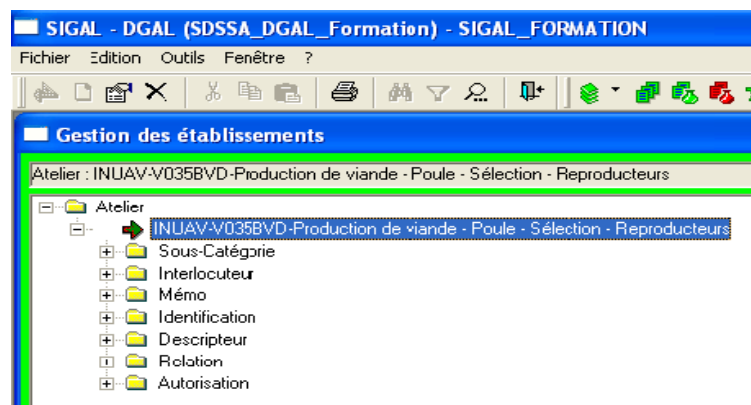 SIGAL - DGAL (SDSSA_DGAL_Formation) - SIGAL_FORMATION
Fichier Edition Outils Fenêtre ?
Gestion des établissements
Atelier : INUAV-V035BVD-Production de viande - Poule - Sélection - Reproducteurs
Atelier
INUAV-V035BVD-Production de viande - Poule - Sélection - Reproducteurs
Sous-Catégorie
Interlocuteur
Mémo
Identification
Descripteur
Relation
Autorisation